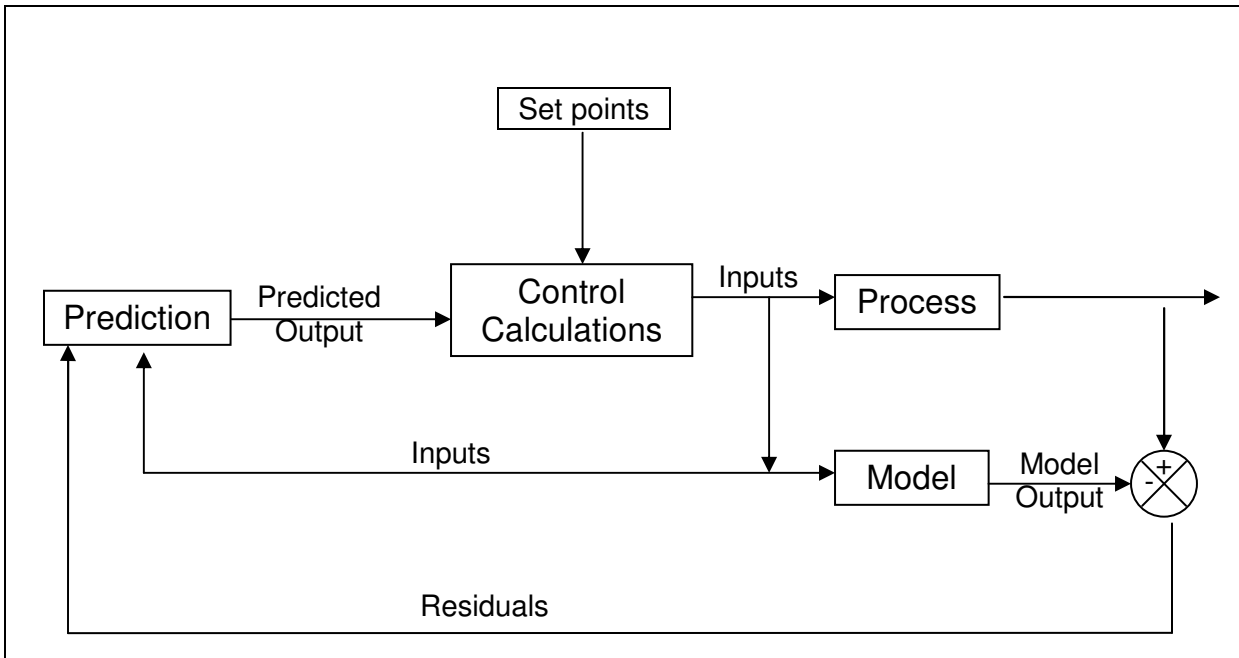 Set points
Prediction
Predicted
Output
Control
Calculations
Inputs
Process
Inputs
Model
Model
Output
+
-
Residuals